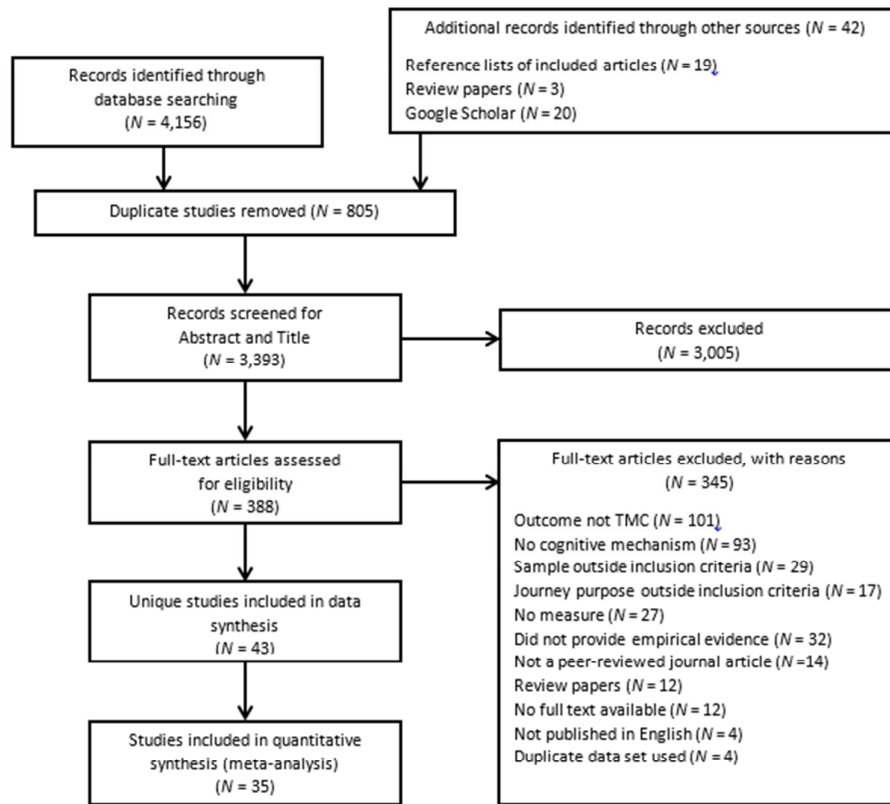 Records identified through
database searching
(N = 4,156)
Additional records identified through other sources (N = 42)
Reference lists of included articles (N = 19)
Review papers (N = 3)
Google Scholar (N = 20)
Duplicate studies removed (N = 805)
Records screened for
Abstract and Title
(N = 3,393)
Records excluded
(N = 3,005)
Full-text articles assessed
for eligibility
(N = 388)
Full-text articles excluded, with reasons
(N = 345)
Outcome not TMC (N = 101)
No cognitive mechanism (N = 93)
Sample outside inclusion criteria (N = 29)
Journey purpose outside inclusion criteria (N = 17)
No measure (N = 27)
Did not provide empirical evidence (N = 32)
Not a peer-reviewed journal article (N =14)
Review papers (N = 12)
No full text available (N = 12)
Not published in English (N = 4)
Duplicate data set used (N = 4)
Unique studies included in data
synthesis
(N = 43)
Studies included in quantitative
synthesis (meta-analysis)
(N = 35)